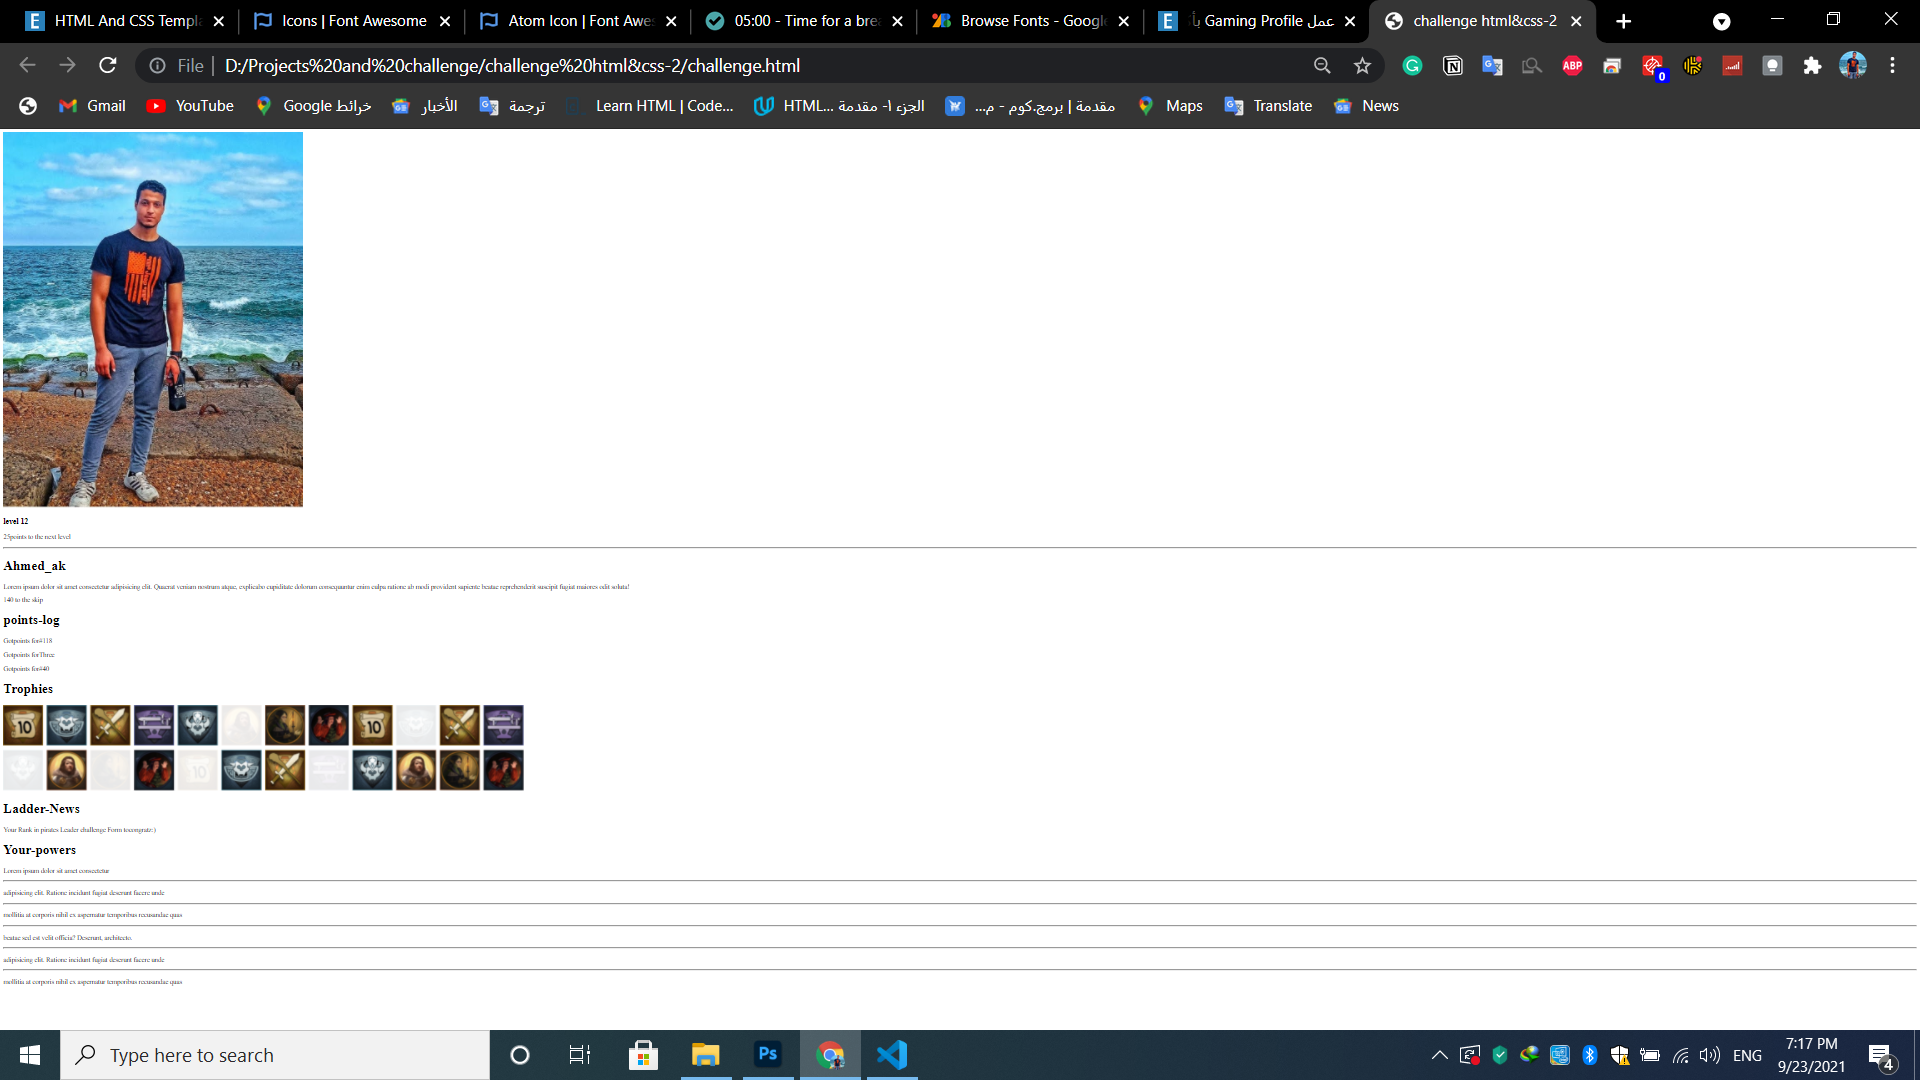 HTML And CSS Templa
Icons | Font Awesome
Atom Icon | Font Awes
05:00 - Time for a brea
Browse Fonts - Google
عمل Gaming Profile بأ
challenge html&css-2
File | D:/Projects%20and%20challenge/challenge%20html&css-2/challenge.html
ABP
0
Gmail
YouTube
خرائط Google
الأخبار
ترجمة
Learn HTML | Code...
الجزء ١- مقدمة HTML...
مقدمة | برمج.كوم - م...
Maps
Translate
News
level 12
25points to the next level
Ahmed_ak
Lorem ipsum dolor sit amet consectetur adipisicing elit. Quaerat veniam nostrum atque, explicabo cupiditate dolorum consequuntur enim culpa ratione ab modi provident sapiente beatae reprehenderit suscipit fugiat maiores odit soluta!
140 to the skip
points-log
Gotpoints for#118
Gotpoints forThree
Gotpoints for#40
Trophies
10
10
10
Ladder-News
Your Rank in pirates Leader challenge Form tocongratz:)
Your-powers
Lorem ipsum dolor sit amet consectetur
adipisicing elit. Ratione incidunt fugiat deserunt facere unde
mollitia at corporis nihil ex aspernatur temporibus recusandae quas
beatae sed est velit officia? Deserunt, architecto.
adipisicing elit. Ratione incidunt fugiat deserunt facere unde
mollitia at corporis nihil ex aspernatur temporibus recusandae quas
Type here to search
Ps
ENG
7:17 PM
9/23/2021
4